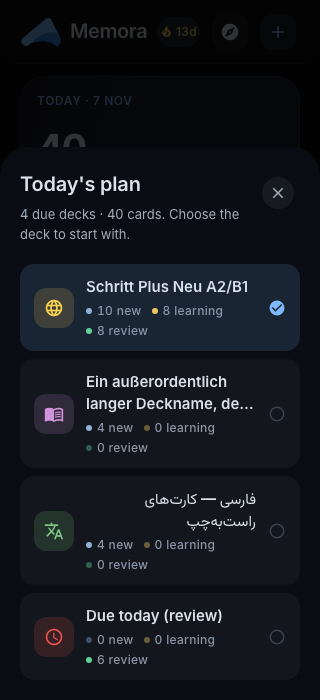 Memora
13d
TODAY · 7 NOV
40
Today's plan
4 due decks · 40 cards. Choose the
deck to start with.
Schritt Plus Neu A2/B1
10 new 8 learning
8 review
Ein außerordentlich
langer Deckname, de…
4 new 0 learning
0 review
فارسی — کارت‌های
راست‌به‌چپ
4 new 0 learning
0 review
Due today (review)
0 new 0 learning
6 review